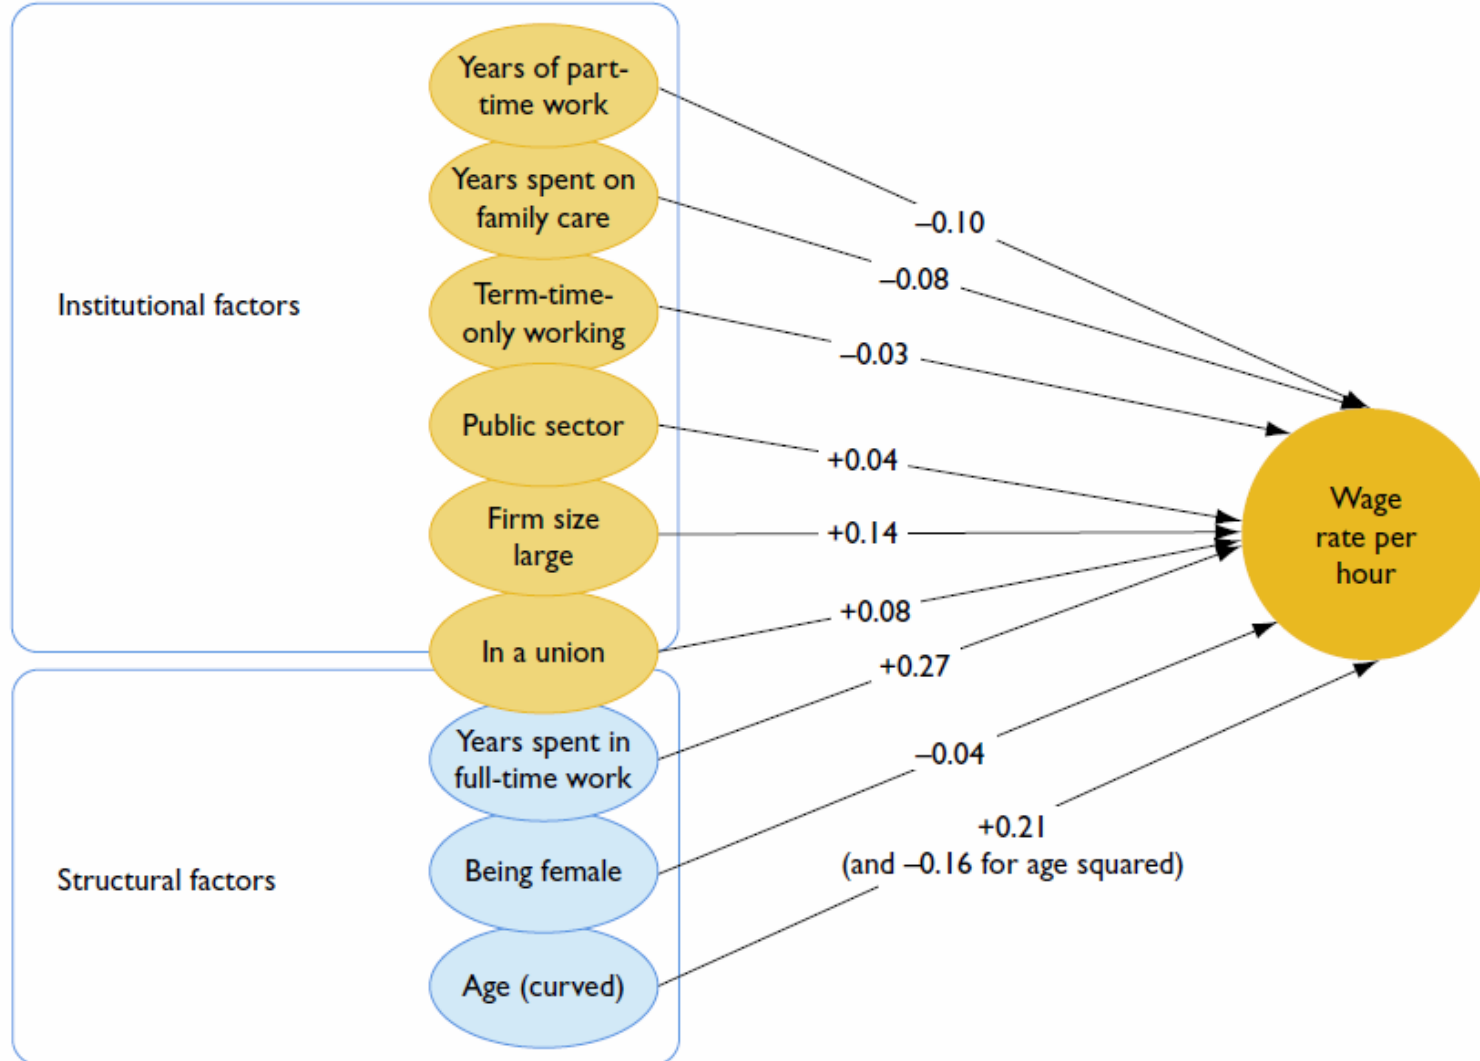 Years of part-
time work
Years spent on
family care
Institutional factors
Term-time-
only working
Public sector
Firm size
large
In a union
Years spent in
full-time work
Being female
Structural factors
Age (curved)
–0.10
–0.08
–0.03
+0.04
+0.14
+0.08
+0.27
–0.04
+0.21
(and –0.16 for age squared)
Wage
rate per
hour